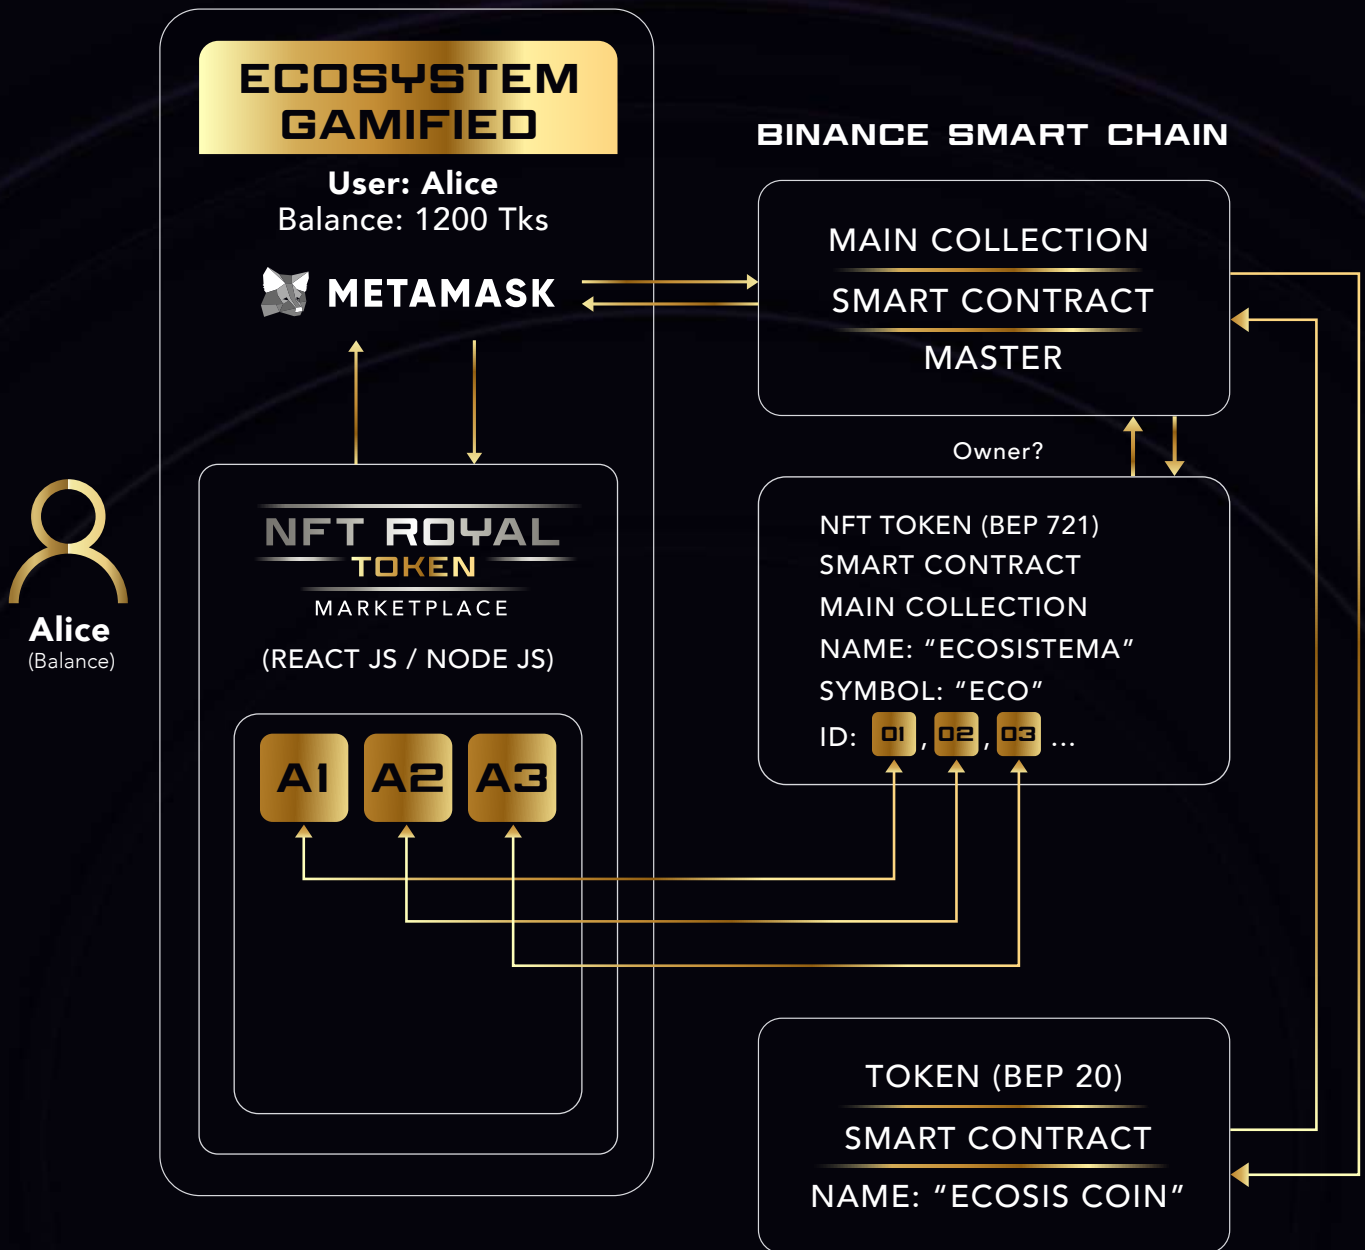 ECOSYSTEM
GAMIFIED
User: Alice
Balance: 1200 Tks
METAMASK
NFT ROYAL
TOKEN
MARKETPLACE
(REACT JS / NODE JS)
A1 A2 A3
Alice
(Balance)
BINANCE SMART CHAIN
MAIN COLLECTION
SMART CONTRACT
MASTER
Owner?
NFT TOKEN (BEP 721)
SMART CONTRACT
MAIN COLLECTION
NAME: “ECOSISTEMA”
SYMBOL: “ECO”
ID: 01, 02, 03 ...
TOKEN (BEP 20)
SMART CONTRACT
NAME: “ECOSIS COIN”